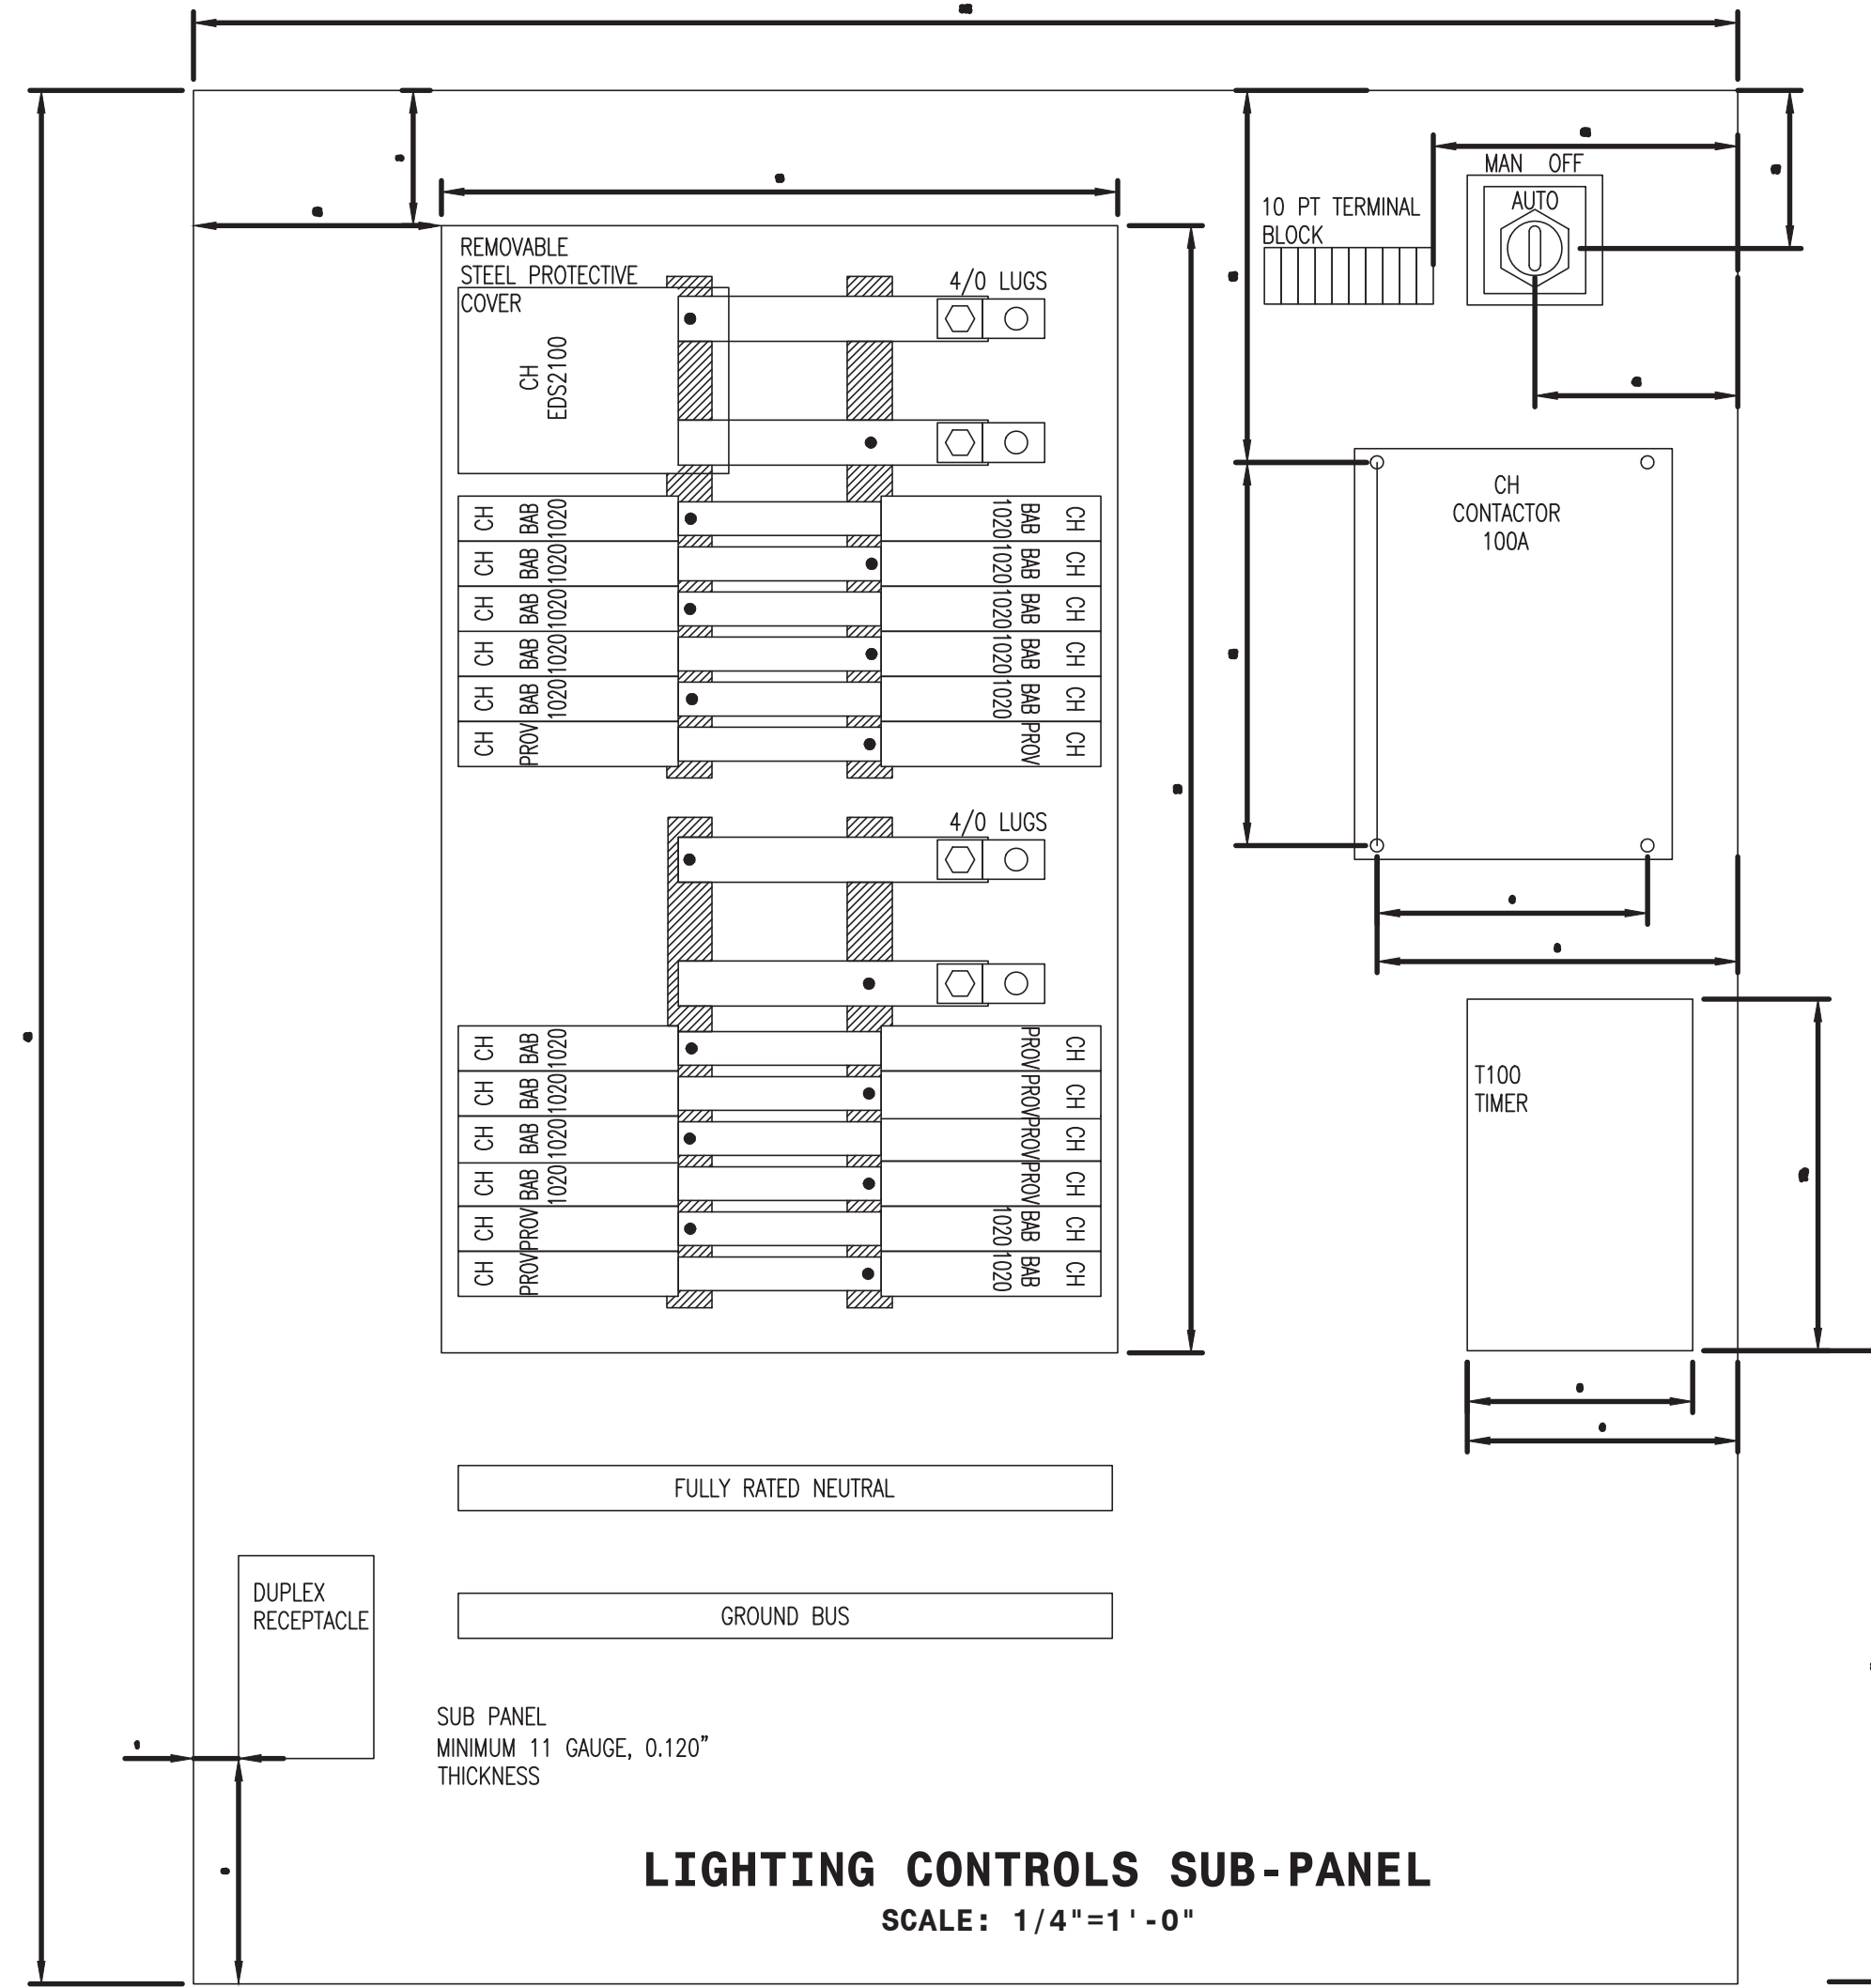 MAN OFF
AUTO
10 PT TERMINAL
BLOCK
REMOVABLE
STEEL PROTECTIVE
COVER
4/0 LUGS
CH
EDS2100
CH
CONTACTOR
100A
CH BAB 1020
1020 BAB CH
CH BAB 1020
1020 BAB CH
CH BAB 1020
1020 BAB CH
CH BAB 1020
1020 BAB CH
CH BAB 1020
1020 BAB CH
CH PROV
PROV CH
4/0 LUGS
CH BAB 1020
PROV CH
CH BAB 1020
PROV CH
CH BAB 1020
PROV CH
CH BAB 1020
PROV CH
CH PROV
1020 BAB CH
CH PROV
1020 BAB CH
T100
TIMER
FULLY RATED NEUTRAL
DUPLEX
RECEPTACLE
GROUND BUS
SUB PANEL
MINIMUM 11 GAUGE, 0.120"
THICKNESS
LIGHTING CONTROLS SUB-PANEL
SCALE: 1/4"=1'-0"